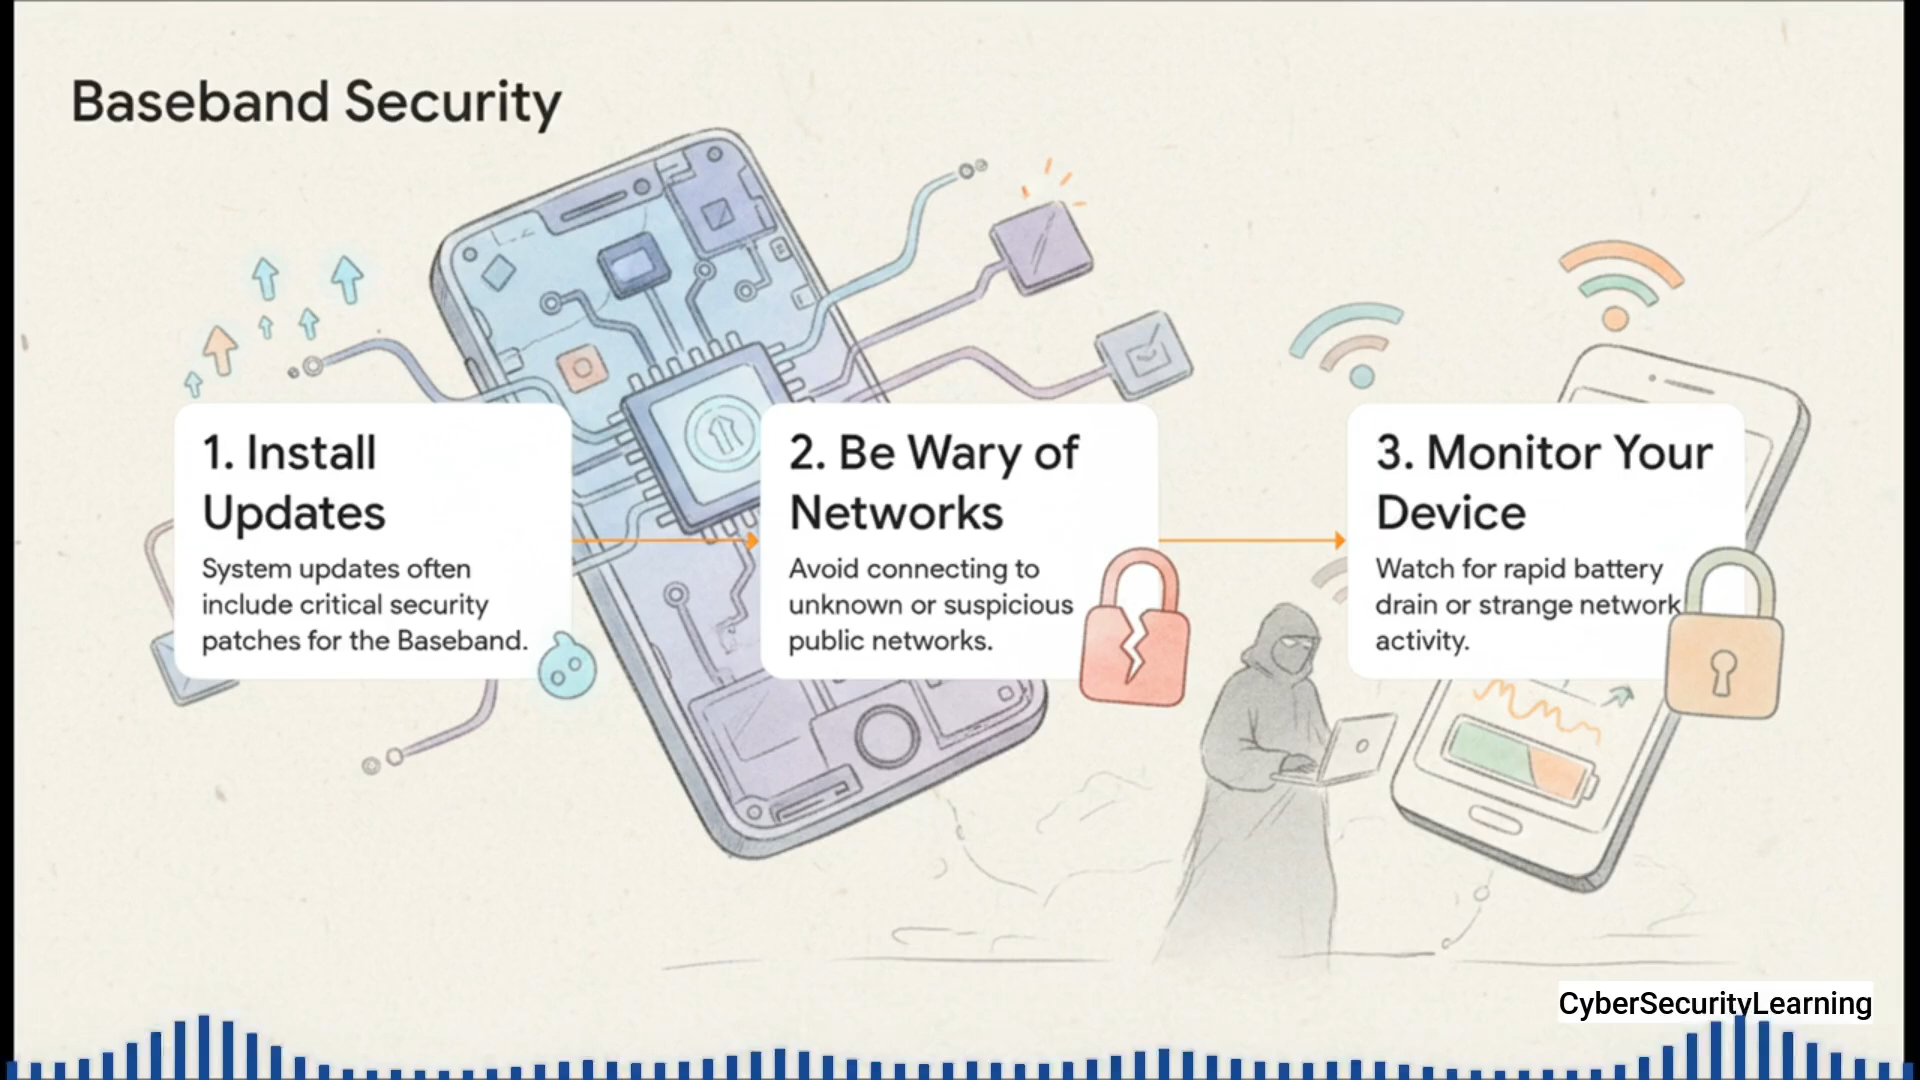 Baseband Security
1. Install
Updates
System updates often
include critical security
patches for the Baseband.
2. Be Wary of
Networks
Avoid connecting to
unknown or suspicious
public networks.
3. Monitor Your
Device
Watch for rapid battery
drain or strange network
activity.
CyberSecurityLearning